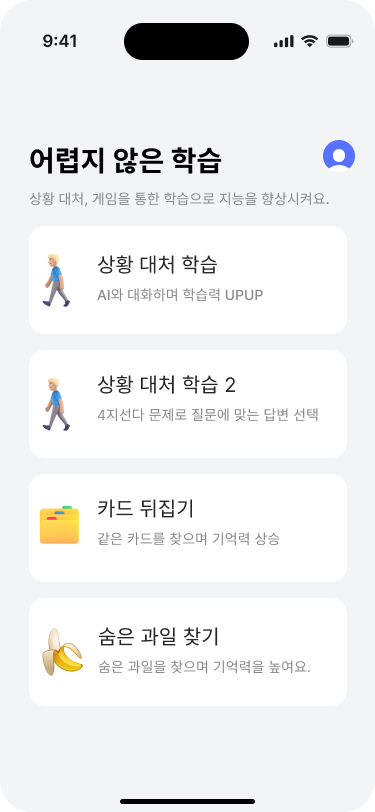 9:41
어렵지 않은 학습
상황 대처, 게임을 통한 학습으로 지능을 향상시켜요.
상황 대처 학습
AI와 대화하며 학습력 UPUP
상황 대처 학습 2
4지선다 문제로 질문에 맞는 답변 선택
카드 뒤집기
같은 카드를 찾으며 기억력 상승
숨은 과일 찾기
숨은 과일을 찾으며 기억력을 높여요.